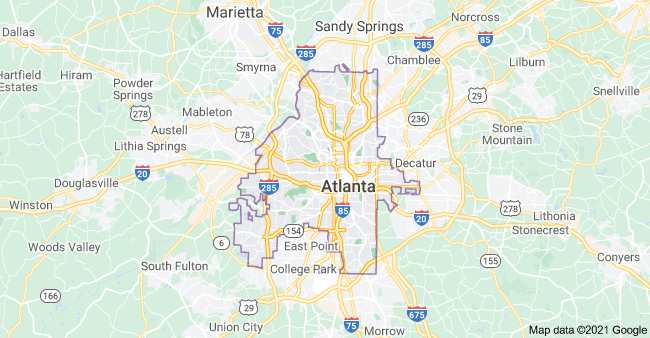 Marietta
Norcross
Sandy Springs
Dallas
75
85
285
285
Chamblee
Smyrna
Lilburn
Hartfield
Estates
Hiram
Powder
Springs
29
Snellville
278
Mableton
236
Austell
78
Stone
Mountain
Lithia Springs
Decatur
20
Douglasville
285
Atlanta
Winston
85
278
20
Lithonia
Stonecrest
154
Woods Valley
6
East Point
Conyers
South Fulton
College Park
155
166
29
675
Union City
75
Morrow
Map data ©2021 Google